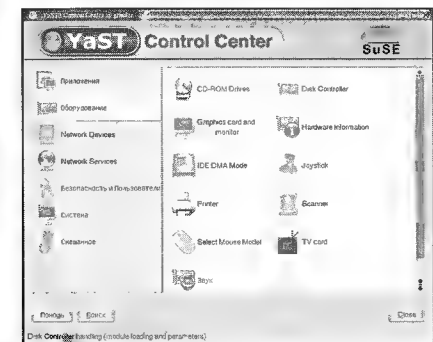 YaST Control Center
SuSE
Приложения
Оборудование
Network Devices
Network Services
Безопасность и Пользователи
Система
Смешанное
CD-ROM Drives
Disk Controller
Graphics card and monitor
Hardware Information
IDE DMA Mode
Joystick
Printer
Scanner
Select Mouse Model
TV card
Звук
Помощь
Поиск
Close
Disk Controller handling (module loading and parameters)